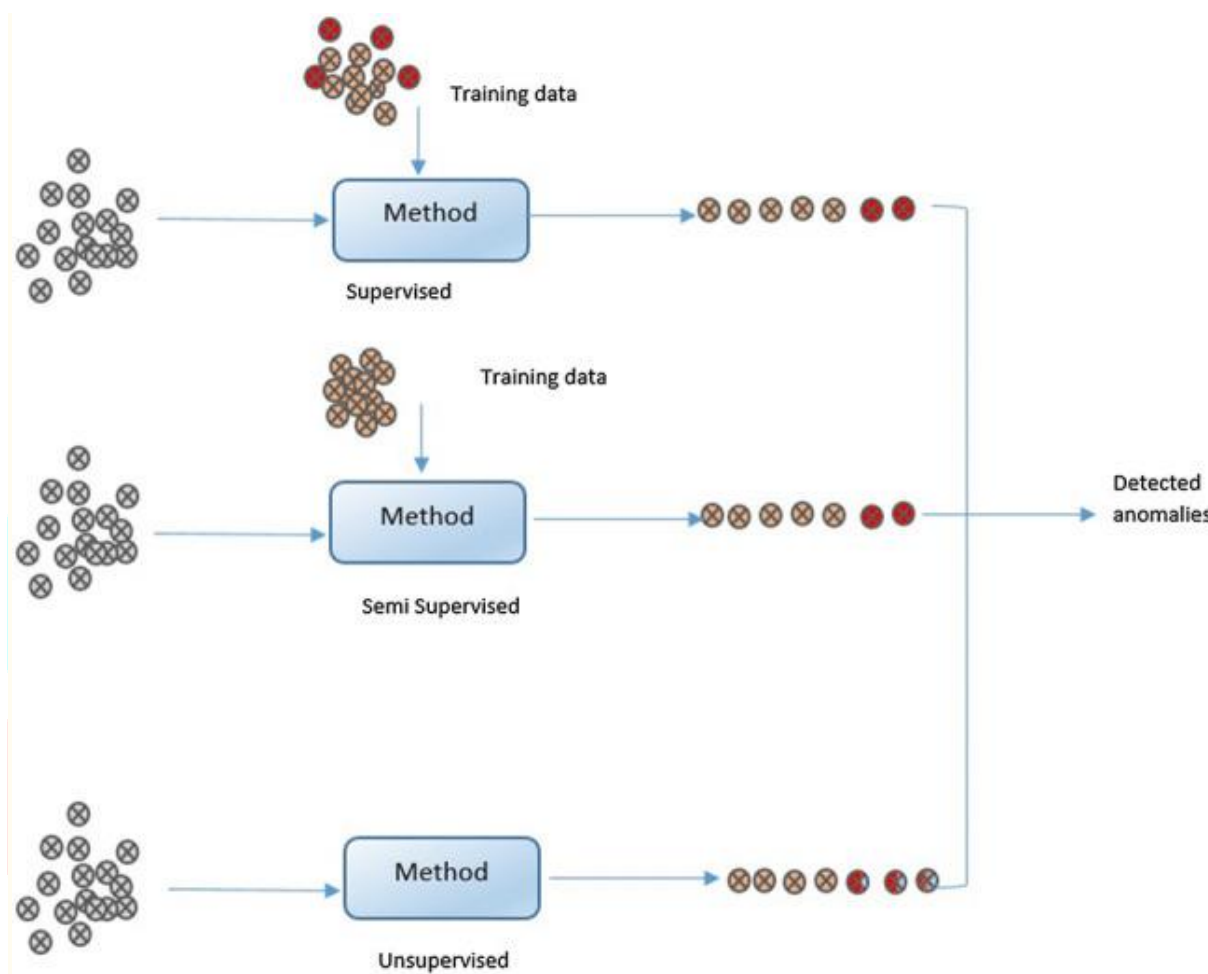 Training data
Method
Supervised
Training data
Method
Semi Supervised
Detected
anomalies
Method
Unsupervised